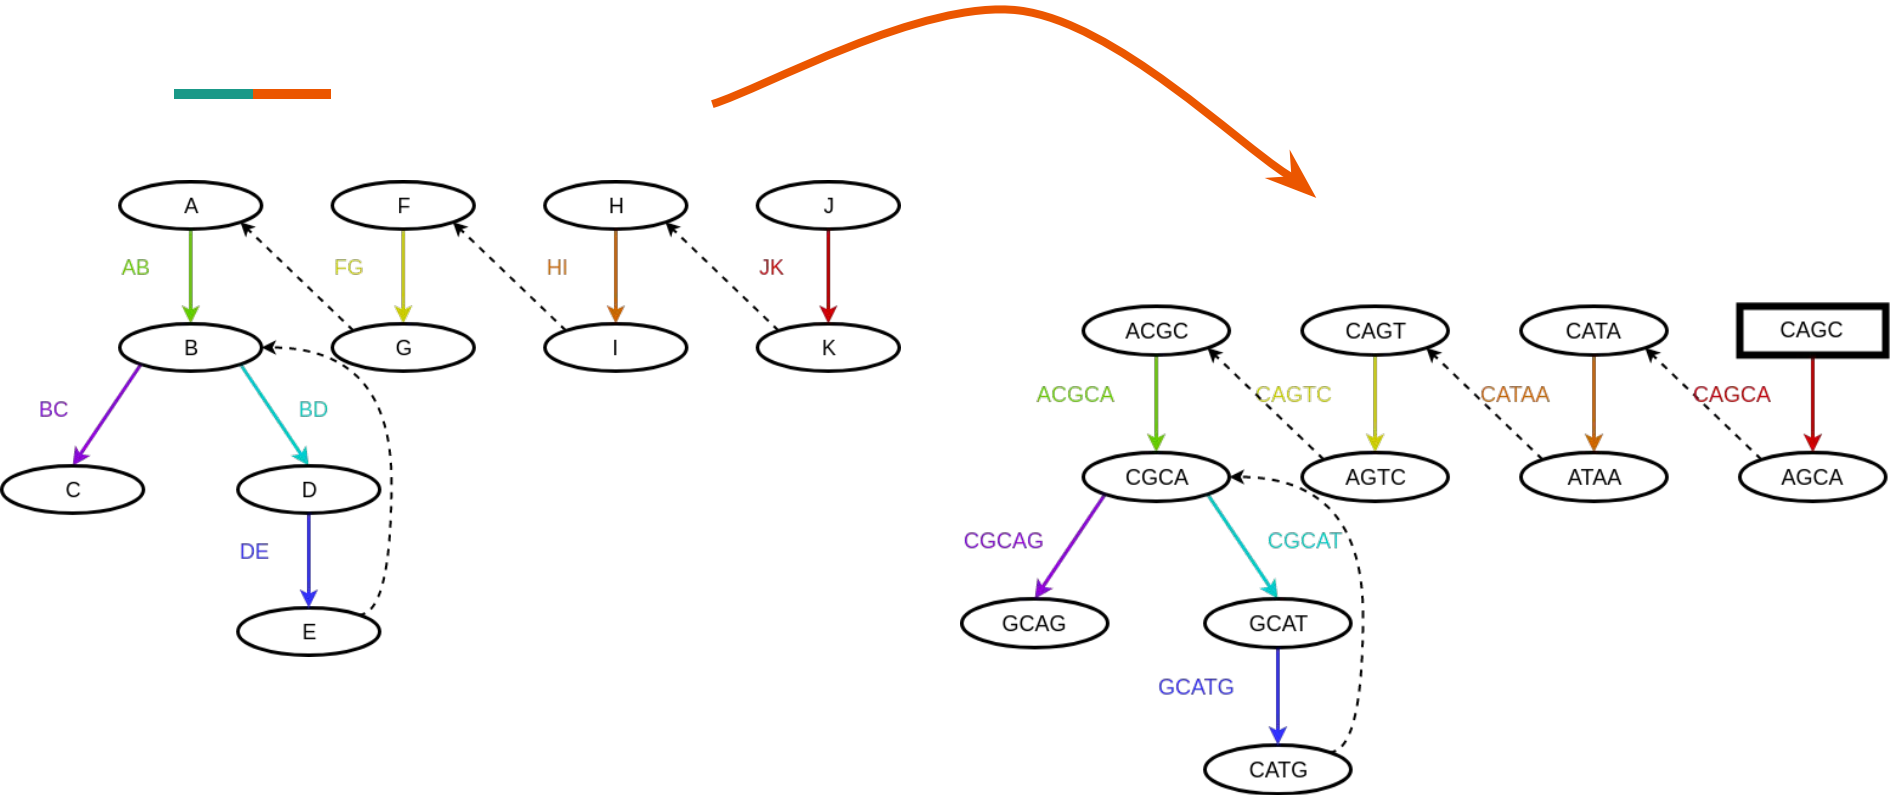 A
F
H
J
AB
FG
HI
JK
B
G
I
K
BC
BD
C
D
DE
E
ACGC
CAGT
CATA
CAGC
ACGCA
CAGTC
CATAA
CAGCA
CGCA
AGTC
ATAA
AGCA
CGCAG
CGCAT
GCAG
GCAT
GCATG
CATG